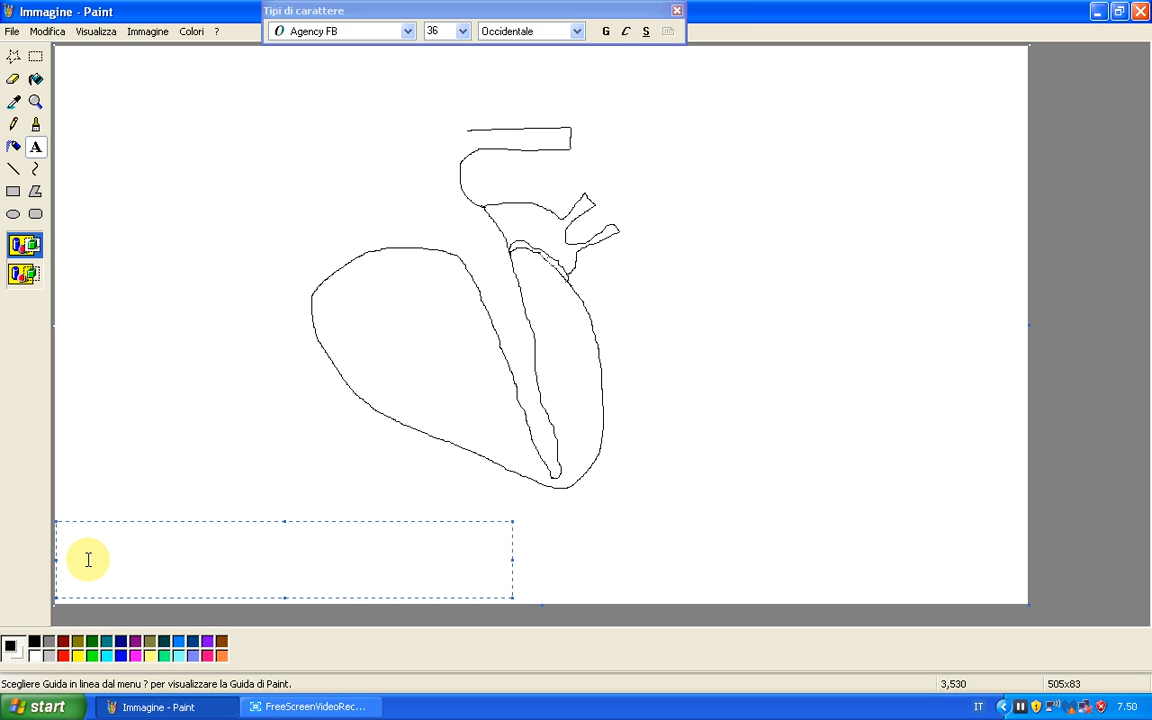 Immagine - Paint
Tipi di carattere
File Modifica Visualizza Immagine Colori ?
Agency FB 36 Occidentale G C S
A
Scegliere Guida in linea dal menu ? per visualizzare la Guida di Paint. 3,530 505x83
start Immagine - Paint FreeScreenVideoRec... IT 7.50